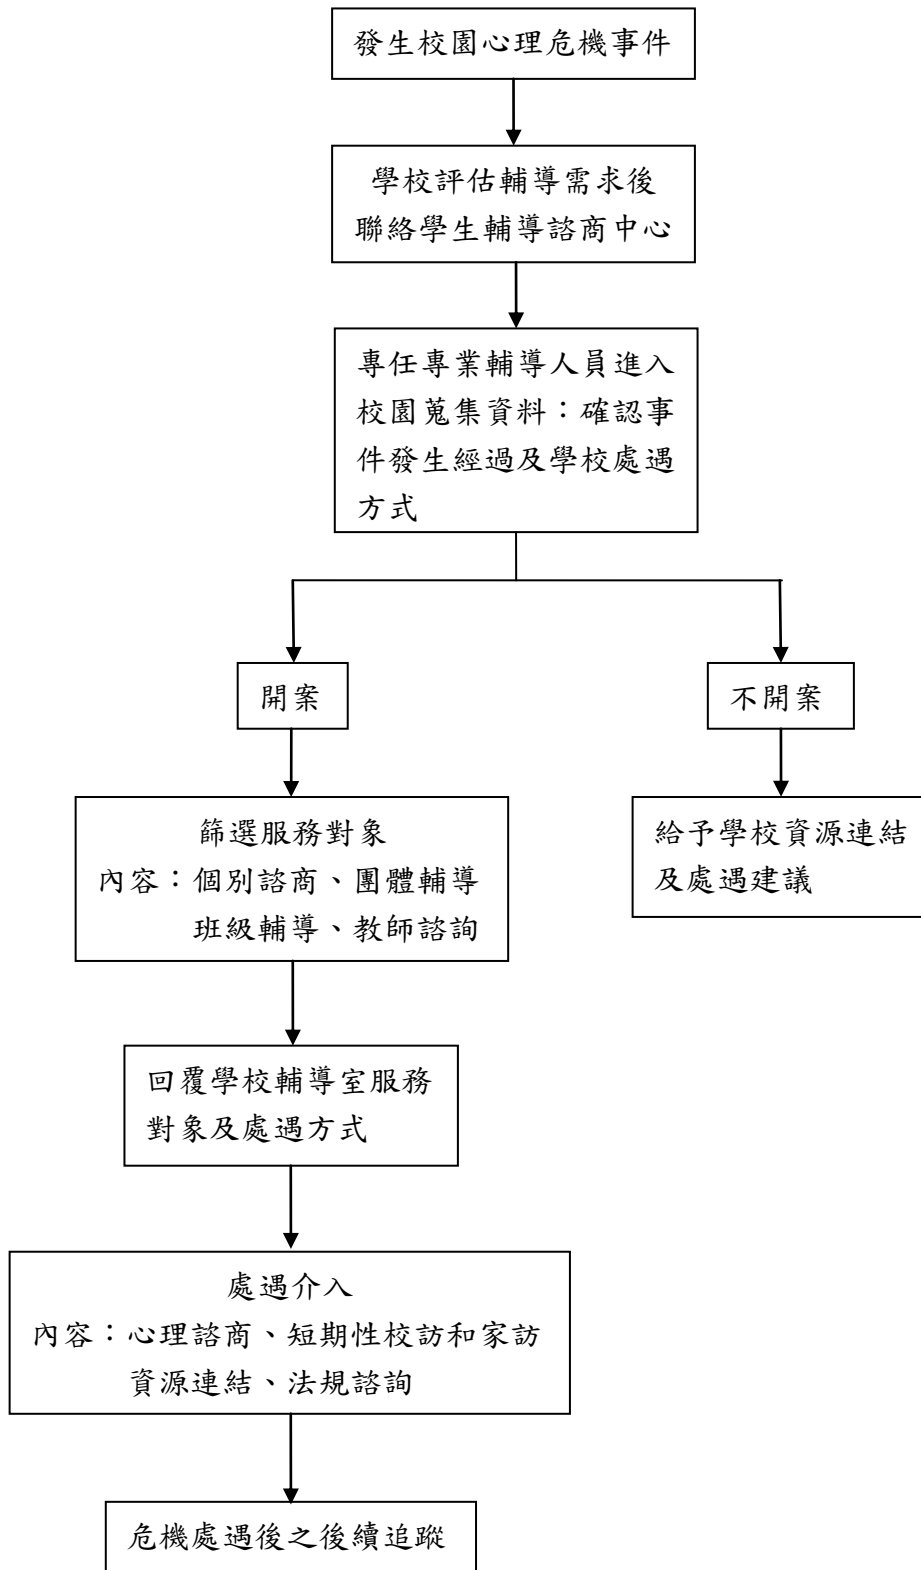 發生校園心理危機事件
學校評估輔導需求後
聯絡學生輔導諮商中心
專任專業輔導人員進入
校園蒐集資料：確認事
件發生經過及學校處遇
方式
開案
不開案
篩選服務對象
內容：個別諮商、團體輔導
班級輔導、教師諮詢
給予學校資源連結
及處遇建議
回覆學校輔導室服務
對象及處遇方式
處遇介入
內容：心理諮商、短期性校訪和家訪
資源連結、法規諮詢
危機處遇後之後續追蹤